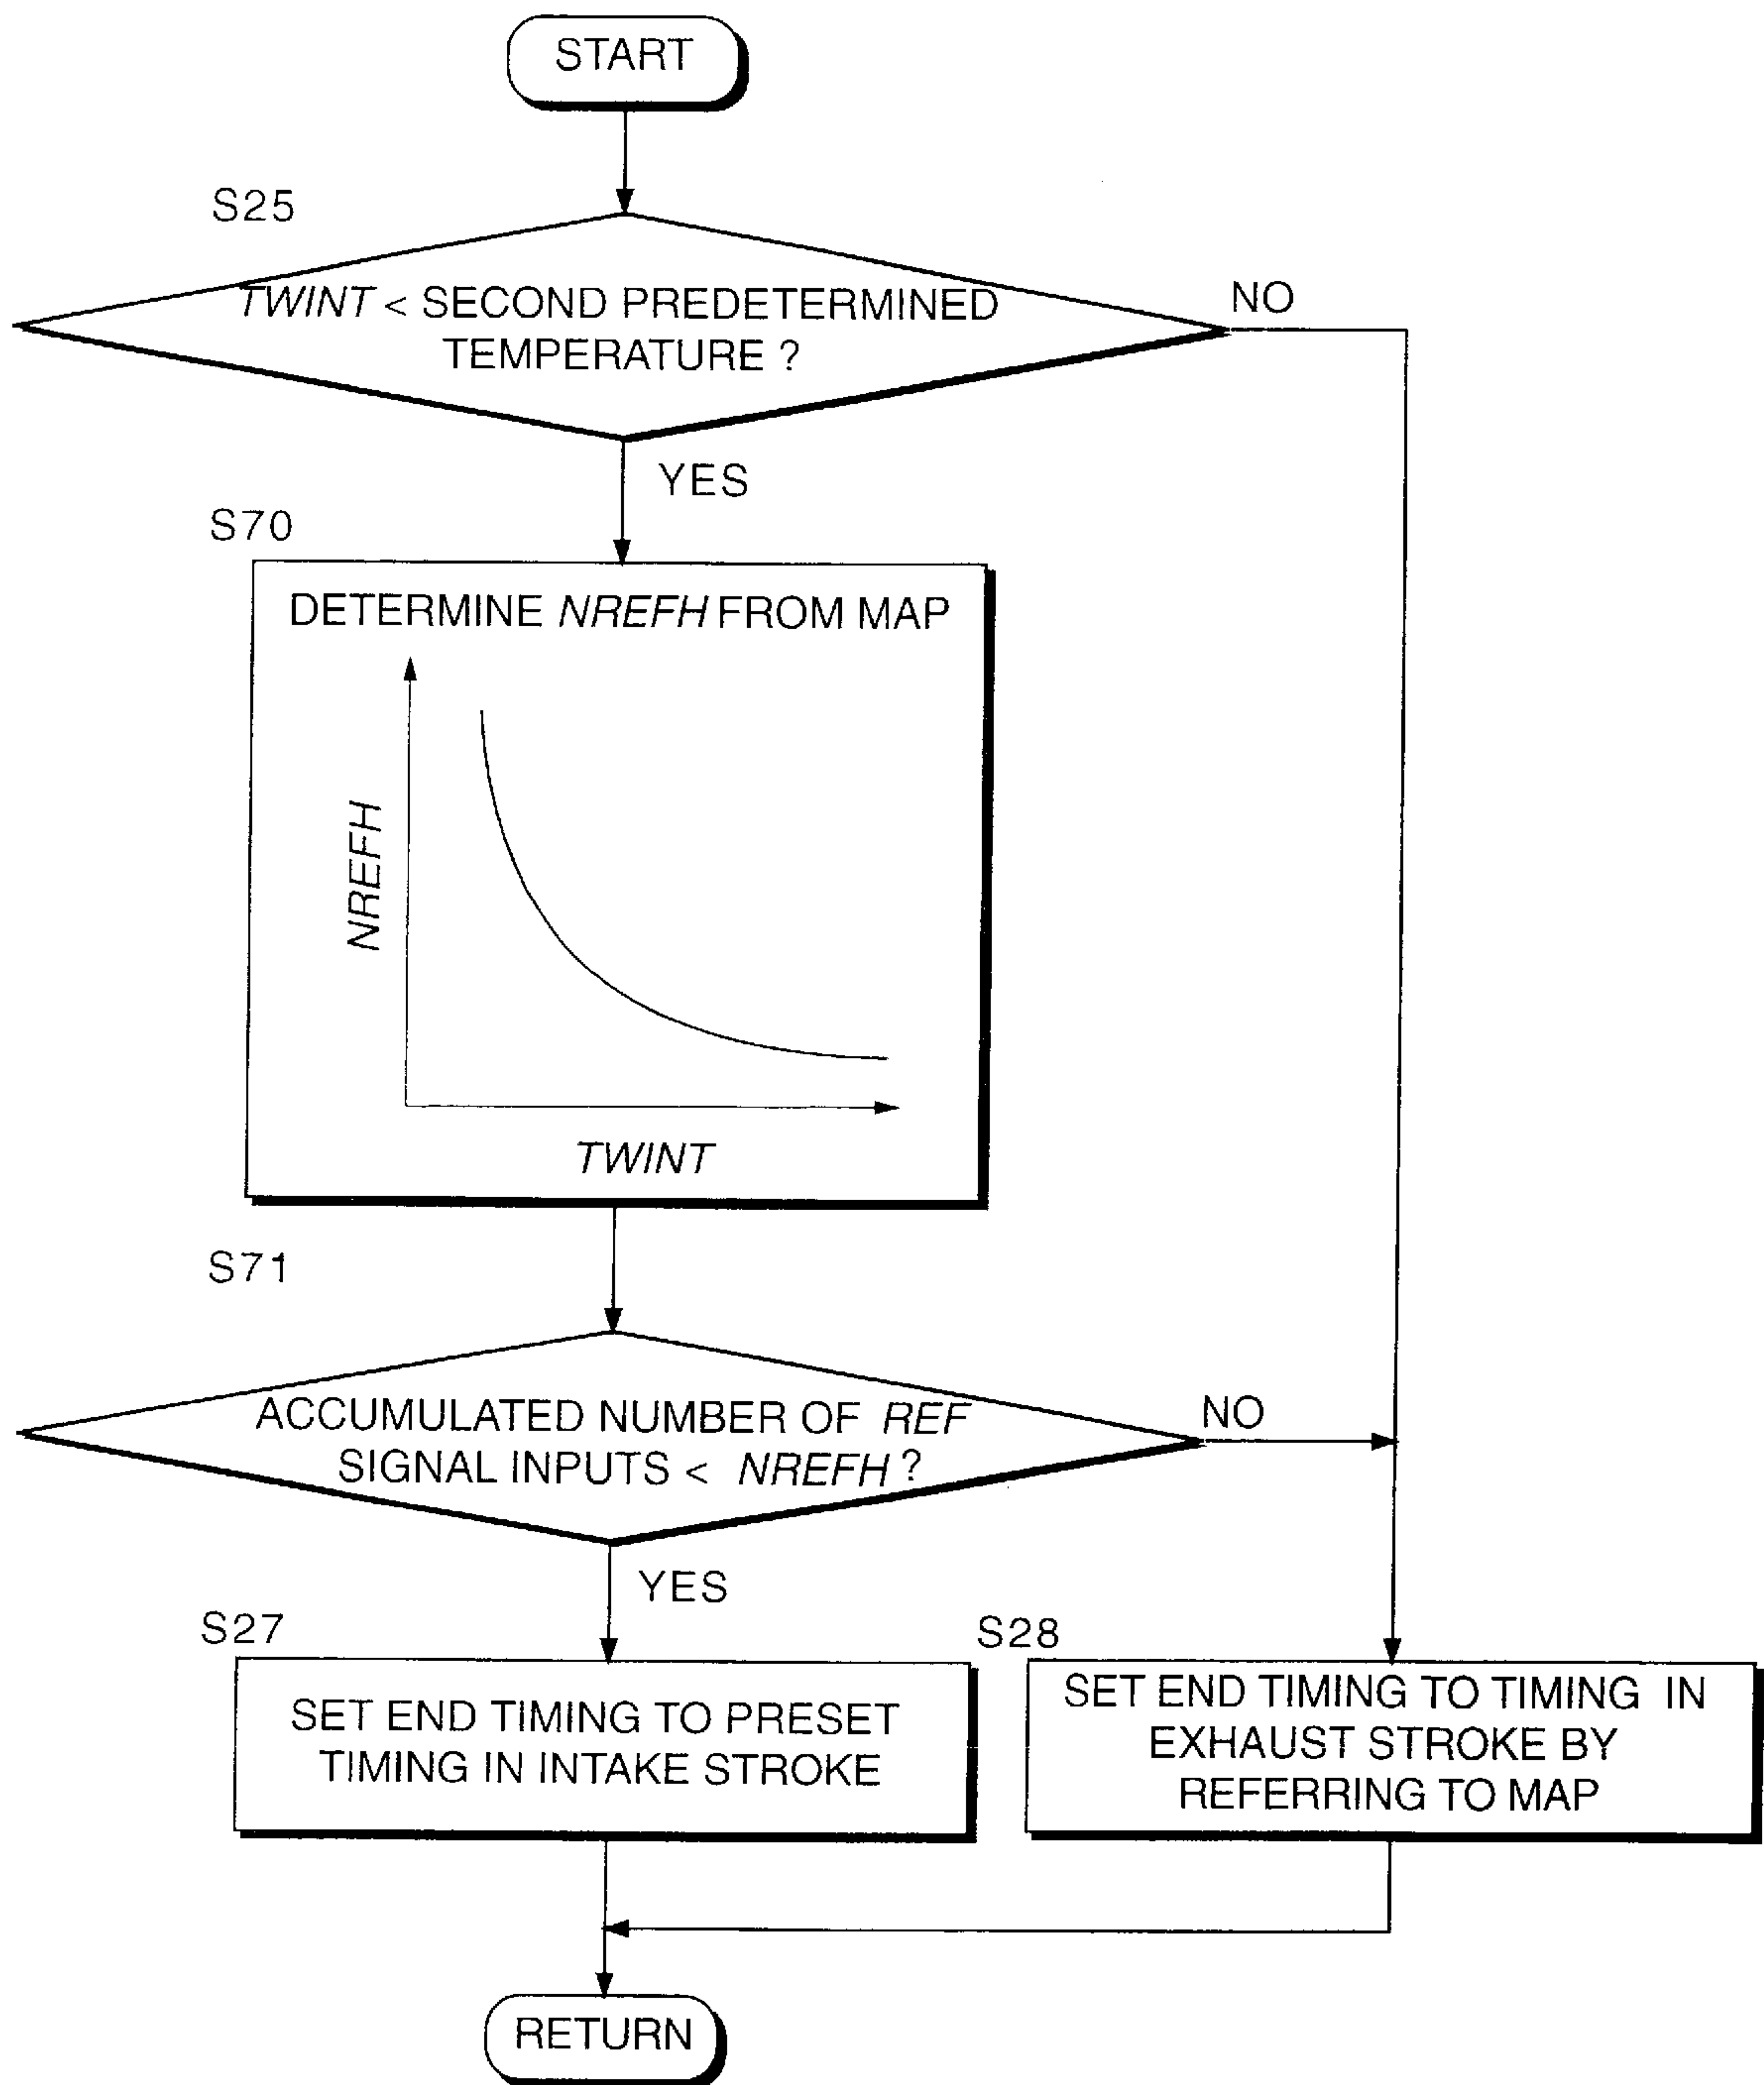 START
S25
TWINT < SECOND PREDETERMINED
TEMPERATURE ?
NO
YES
S70
DETERMINE NREFH FROM MAP
NREFH
TWINT
S71
ACCUMULATED NUMBER OF REF
SIGNAL INPUTS < NREFH ?
NO
YES
S27
SET END TIMING TO PRESET
TIMING IN INTAKE STROKE
S28
SET END TIMING TO TIMING IN
EXHAUST STROKE BY
REFERRING TO MAP
RETURN